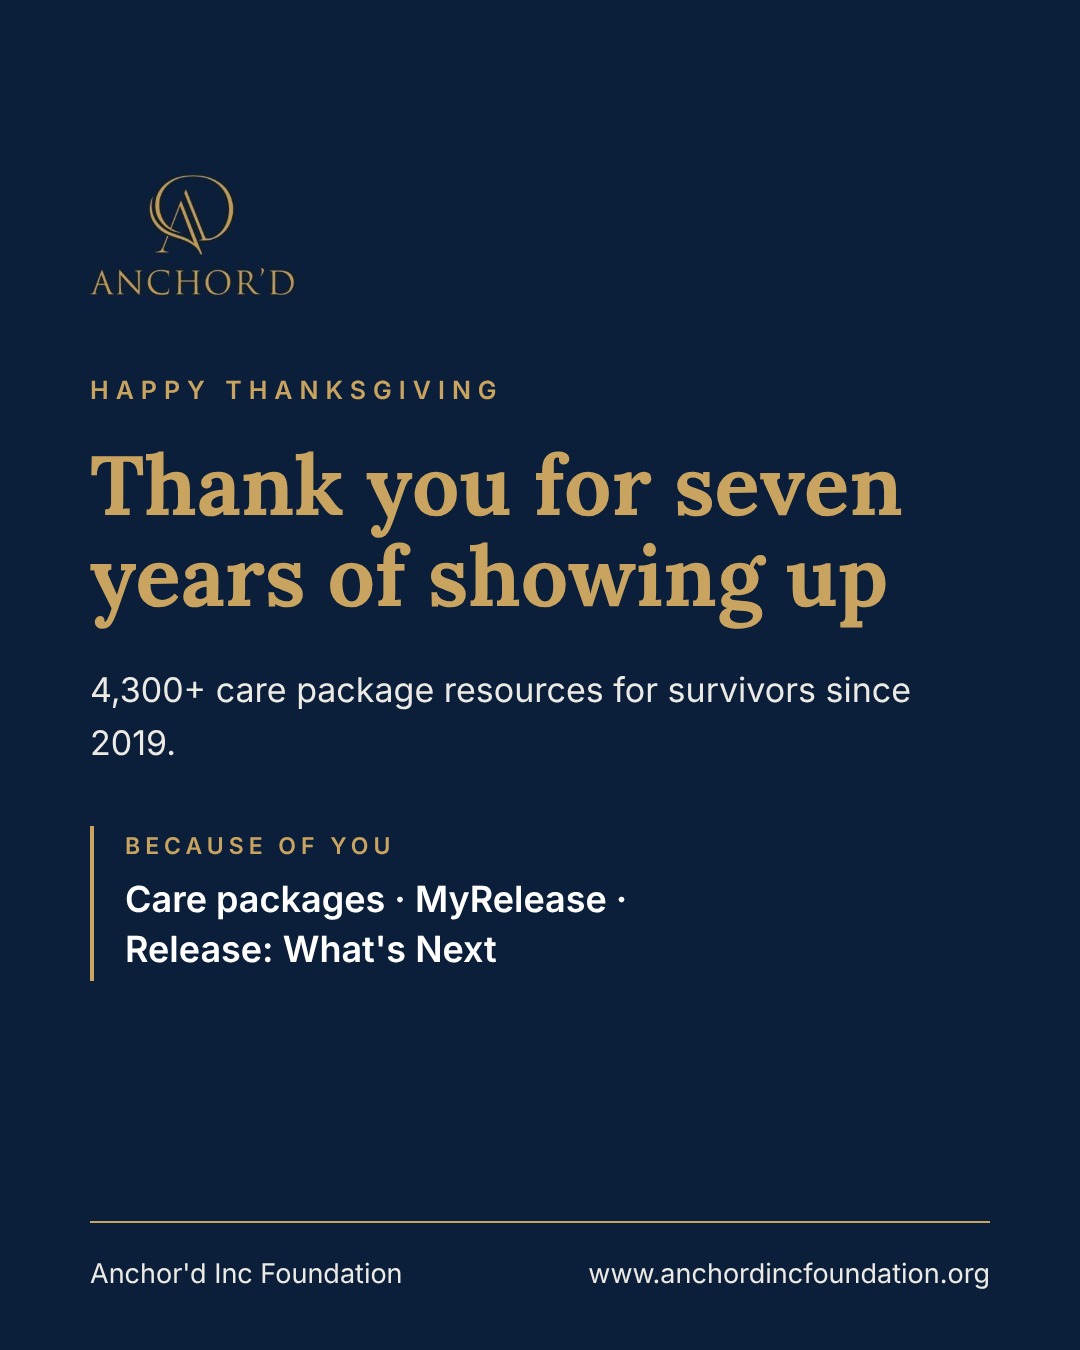 ANCHOR’D
HAPPY THANKSGIVING
Thank you for seven
years of showing up
4,300+ care package resources for survivors since
2019.
BECAUSE OF YOU
Care packages · MyRelease ·
Release: What's Next
Anchor'd Inc Foundation
www.anchordincfoundation.org